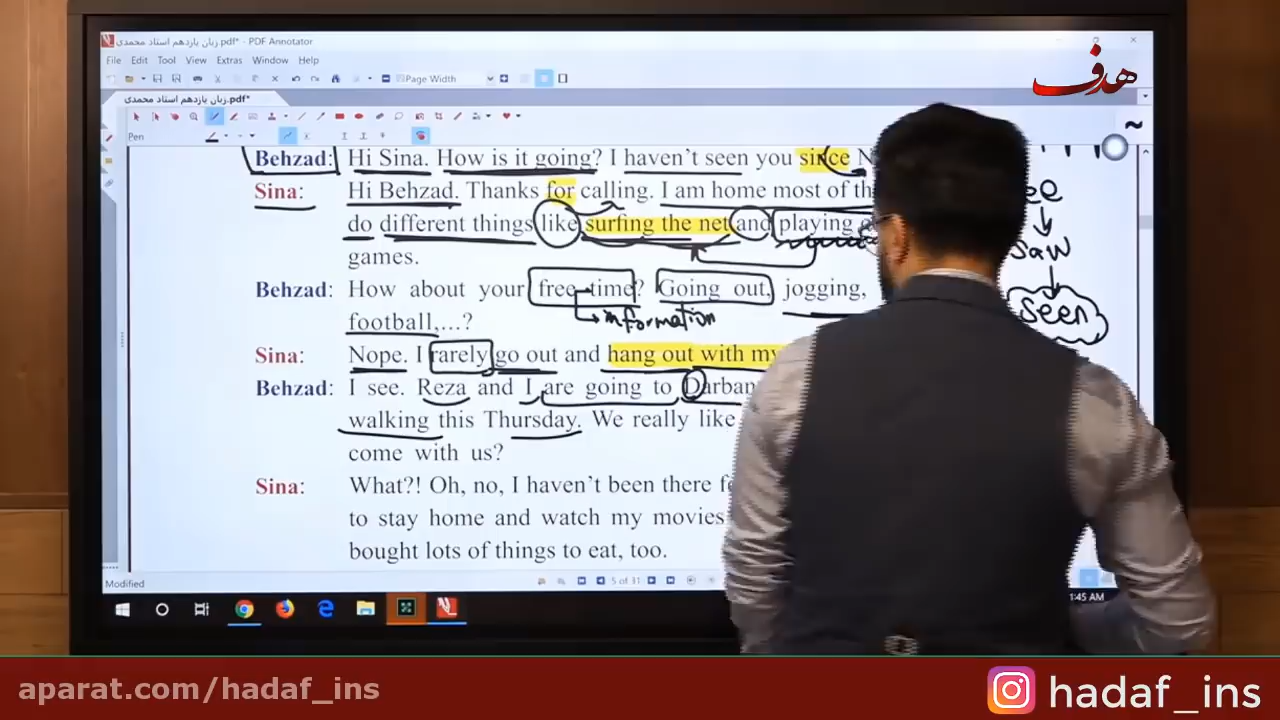 زبان یازدهم استاد محمدی.pdf* - PDF Annotator
File Edit Tool View Extras Window Help
Page Width
هدف
زبان یازدهم استاد محمدی.pdf*
Pen
Behzad: Hi Sina. How is it going? I haven't seen you since
Sina: Hi Behzad. Thanks for calling. I am home most of
do different things like surfing the net and playing
saw
games.
Behzad: How about your free time? Going out, jogging,
seen
football,...?
information
Sina: Nope. I rarely go out and hang out with my
Behzad: I see. Reza and I are going to
walking this Thursday. We really like
come with us?
Sina: What?! Oh, no, I haven't been there
to stay home and watch my movies
bought lots of things to eat, too.
Modified
5 of 31
1:45 AM
aparat.com/hadaf_ins
hadaf_ins